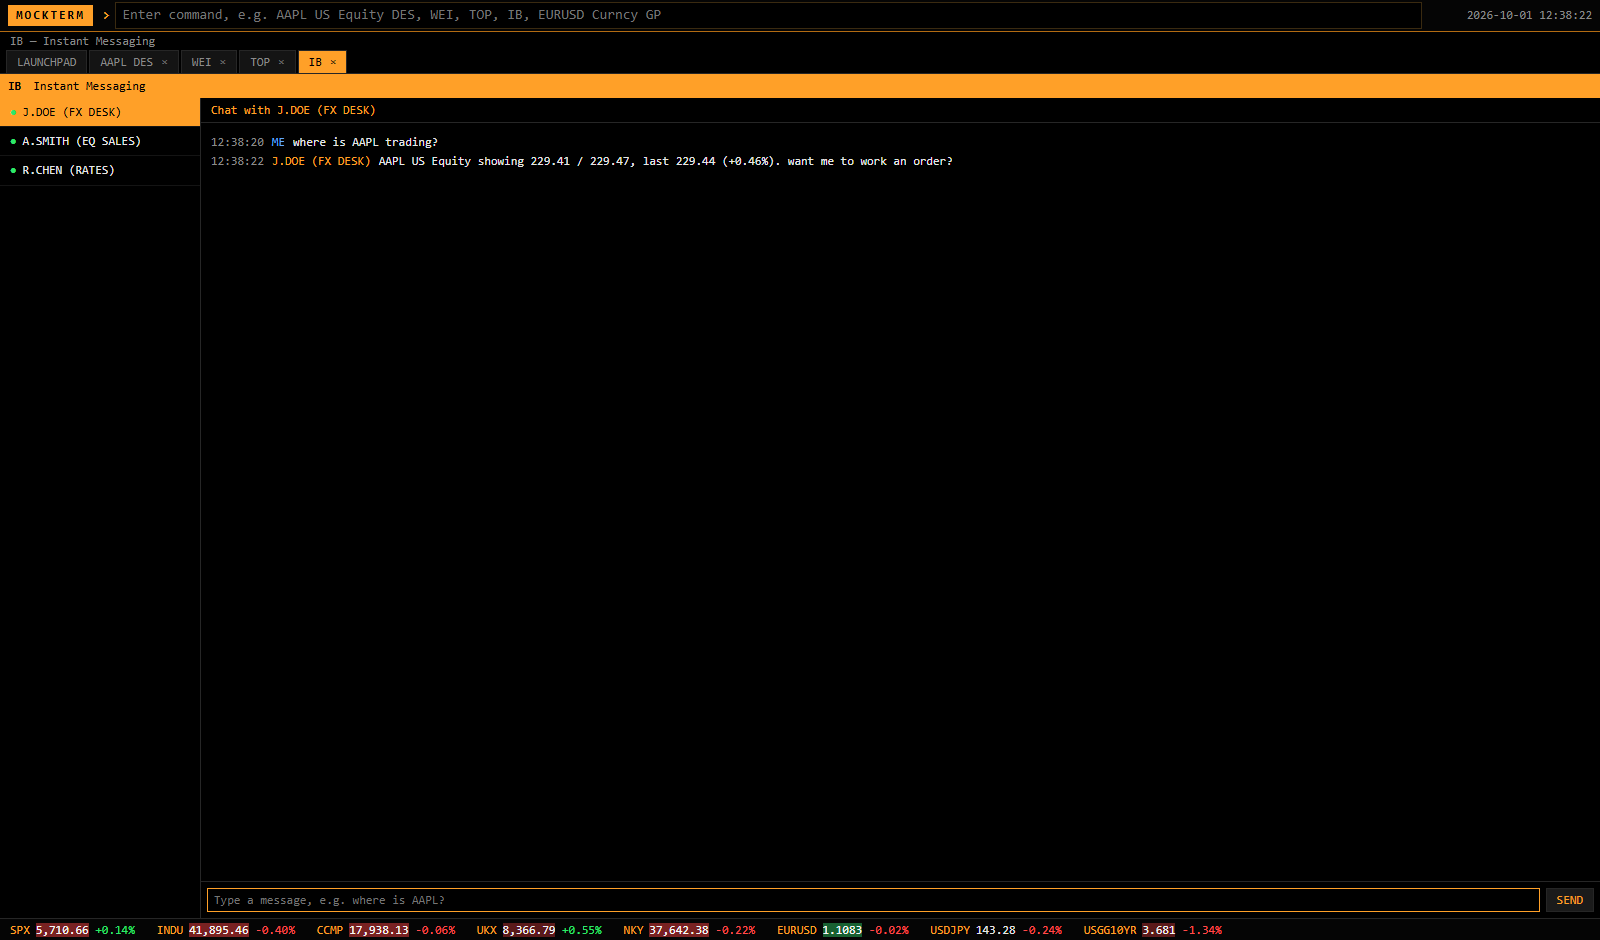 MOCKTERM > Enter command, e.g. AAPL US Equity DES, WEI, TOP, IB, EURUSD Curncy GP 2026-10-01 12:38:22
IB — Instant Messaging
LAUNCHPAD AAPL DES × WEI × TOP × IB ×
IB Instant Messaging
J.DOE (FX DESK)
A.SMITH (EQ SALES)
R.CHEN (RATES)
Chat with J.DOE (FX DESK)
12:38:20 ME where is AAPL trading?
12:38:22 J.DOE (FX DESK) AAPL US Equity showing 229.41 / 229.47, last 229.44 (+0.46%). want me to work an order?
Type a message, e.g. where is AAPL? SEND
SPX 5,710.66 +0.14% INDU 41,895.46 -0.40% CCMP 17,938.13 -0.06% UKX 8,366.79 +0.55% NKY 37,642.38 -0.22% EURUSD 1.1083 -0.02% USDJPY 143.28 -0.24% USGG10YR 3.681 -1.34%